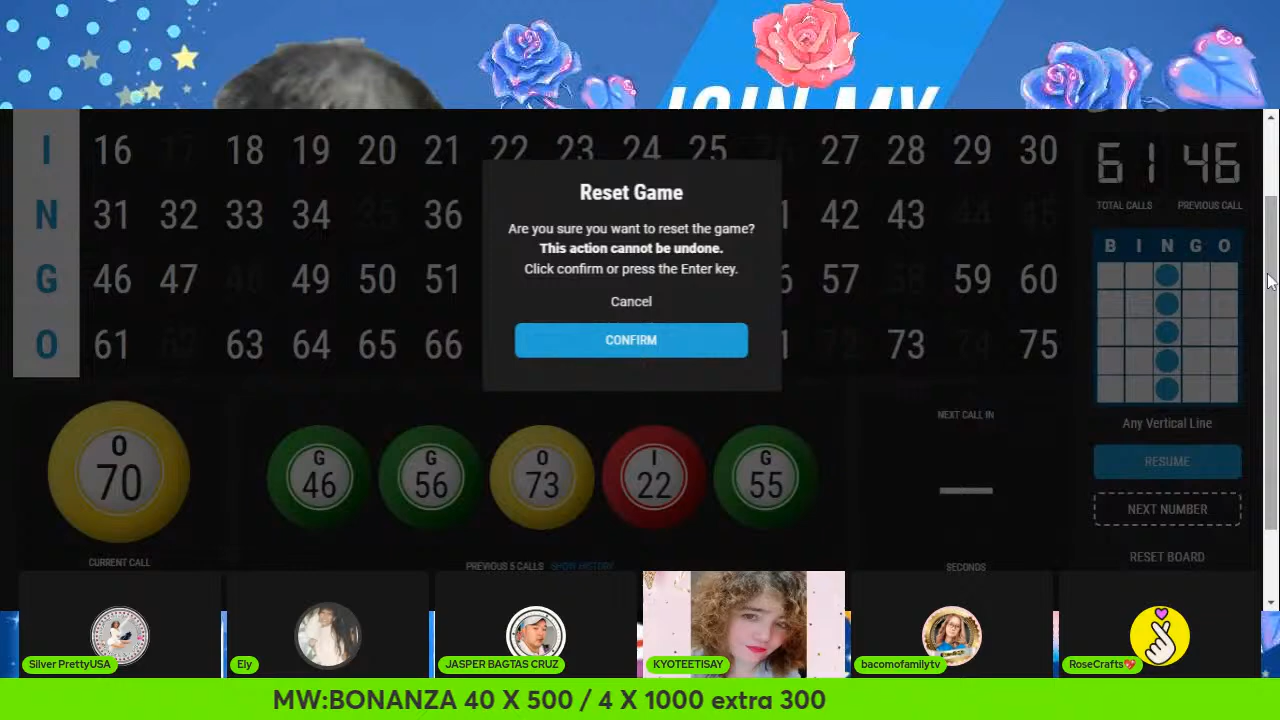 JOIN MY
I 16 18 19 20 21 22 23 24 25 27 28 29 30
N 31 32 33 34 36 42 43
G 46 47 49 50 51 57 59 60
O 61 63 64 65 66 73 75
61 46
TOTAL CALLS PREVIOUS CALL
Reset Game
Are you sure you want to reset the game?
This action cannot be undone.
Click confirm or press the Enter key.
Cancel
CONFIRM
B I N G O
Any Vertical Line
RESUME
NEXT NUMBER
RESET BOARD
O
70
CURRENT CALL
G
46
G
56
O
73
I
22
G
55
PREVIOUS 5 CALLS SHOW HISTORY
NEXT CALL IN
SECONDS
Silver PrettyUSA
Ely
JASPER BAGTAS CRUZ
KYOTEETISAY
bacomofamilytv
RoseCrafts💖
MW:BONANZA 40 X 500 / 4 X 1000 extra 300